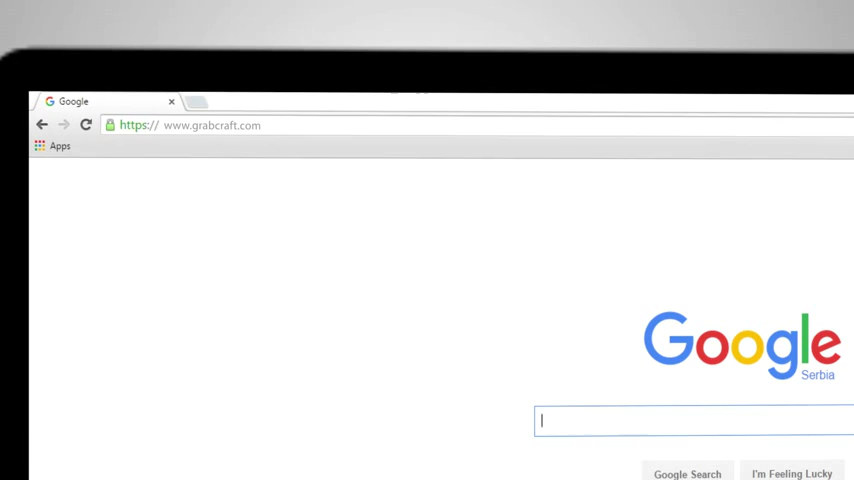 Google
https:// www.grabcraft.com
Apps
Google
Serbia
Google Search
I'm Feeling Lucky